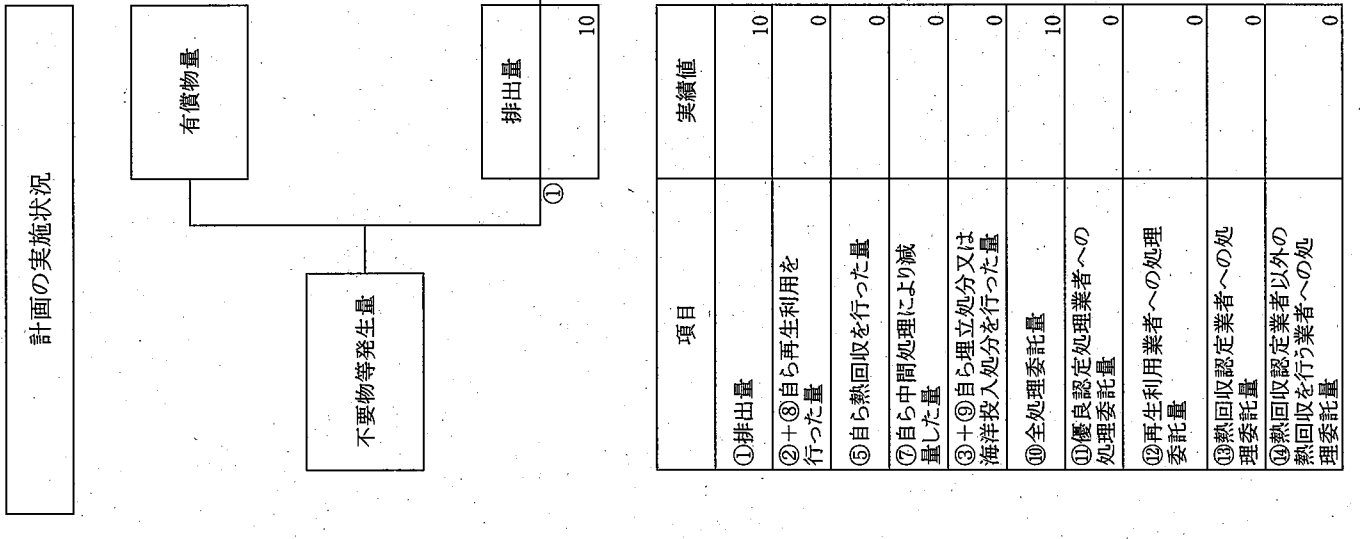 計画の実施状況
不要物等発生量
有償物量
①
排出量
10
項目
実績値
①排出量
10
②＋⑧自ら再生利用を
行った量
0
⑤自ら熱回収を行った量
0
⑦自ら中間処理により減
量した量
0
③＋⑨自ら埋立処分又は
海洋投入処分を行った量
0
⑩全処理委託量
10
⑪優良認定処理業者への
処理委託量
0
⑫再生利用業者への処理
委託量
0
⑬熱回収認定業者への処
理委託量
0
⑭熱回収認定業者以外の
熱回収を行う業者への処
理委託量
0